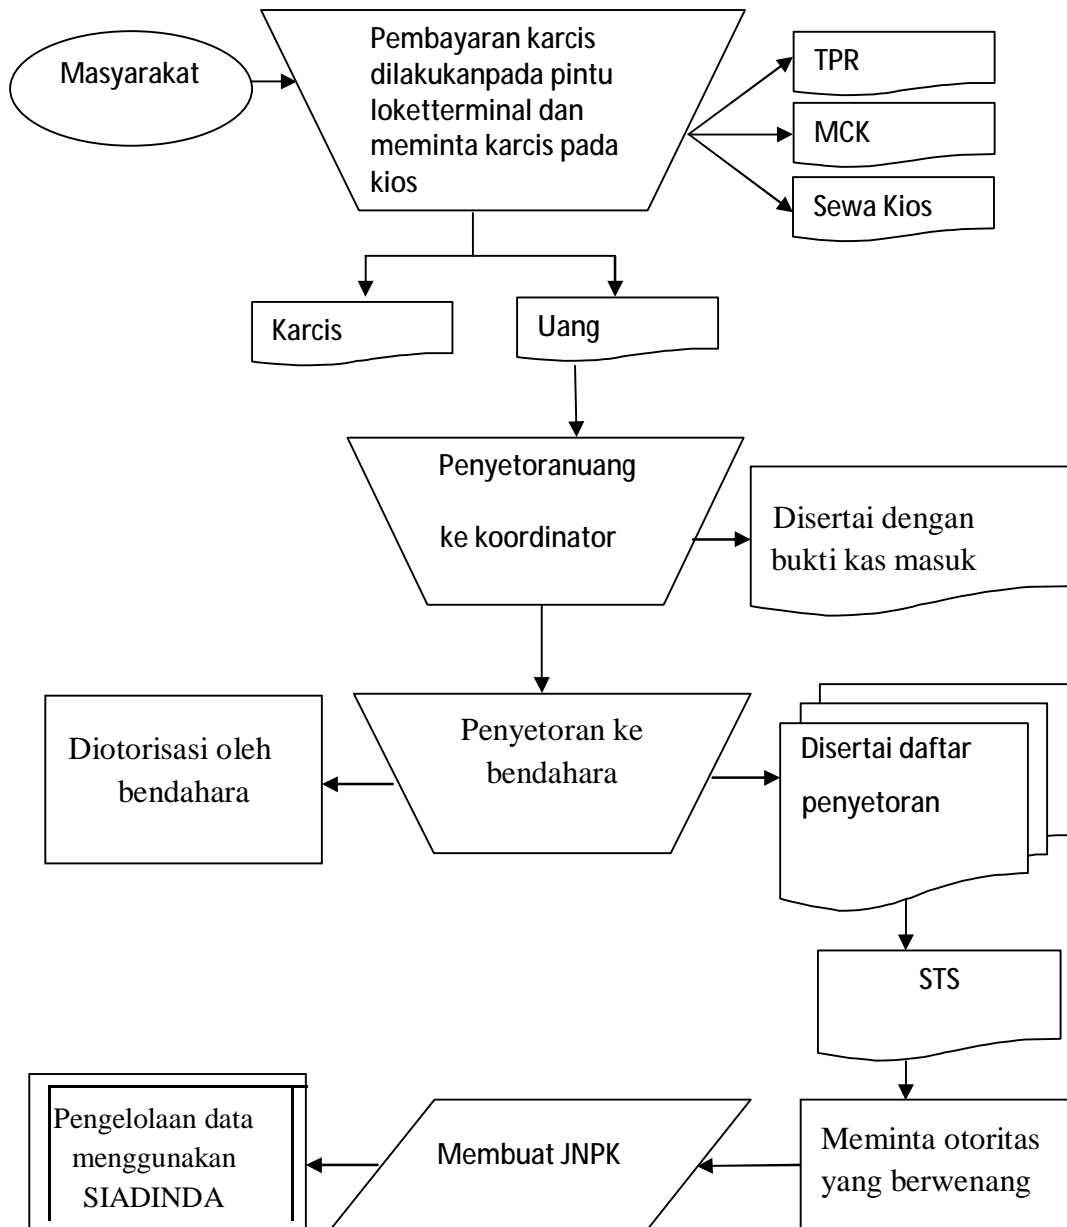 Masyarakat
Pembayaran karcis
dilakukanpada pintu
loketterminal dan
meminta karcis pada
kios
TPR
MCK
Sewa Kios
Karcis
Uang
Penyetoranuang
ke koordinator
Disertai dengan
bukti kas masuk
Diotorisasi oleh
bendahara
Penyetoran ke
bendahara
Disertai daftar
penyetoran
STS
Pengelolaan data
menggunakan
SIADINDA
Membuat JNPK
Meminta otoritas
yang berwenang